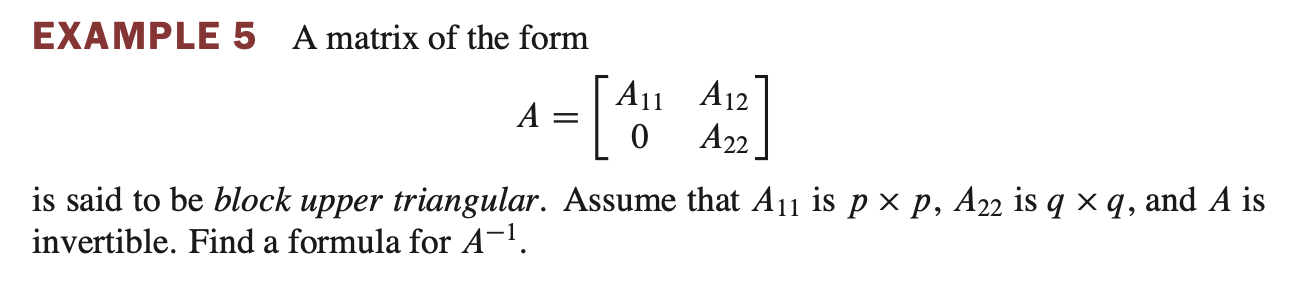 EXAMPLE 5 A matrix of the form
A = [ A₁₁ A₁₂
0 A₂₂ ]
is said to be block upper triangular. Assume that A₁₁ is p × p, A₂₂ is q × q, and A is
invertible. Find a formula for A⁻¹.